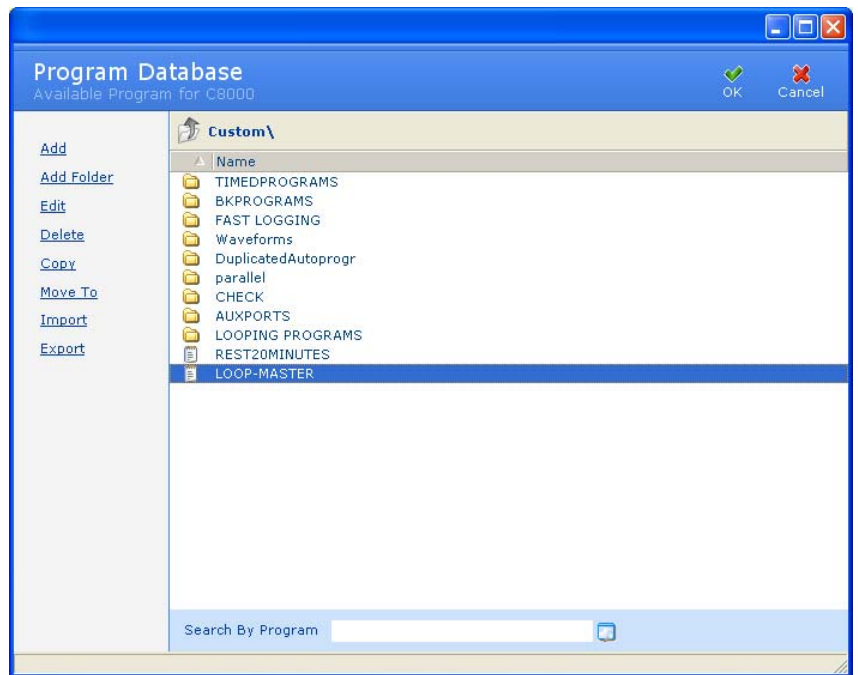 Program Database
Available Program for C8000
OK
Cancel
Add
Add Folder
Edit
Delete
Copy
Move To
Import
Export
Custom\
Name
TIMEDPROGRAMS
BKPROGRAMS
FAST LOGGING
Waveforms
DuplicatedAutoprogr
parallel
CHECK
AUXPORTS
LOOPING PROGRAMS
REST20MINUTES
LOOP-MASTER
Search By Program